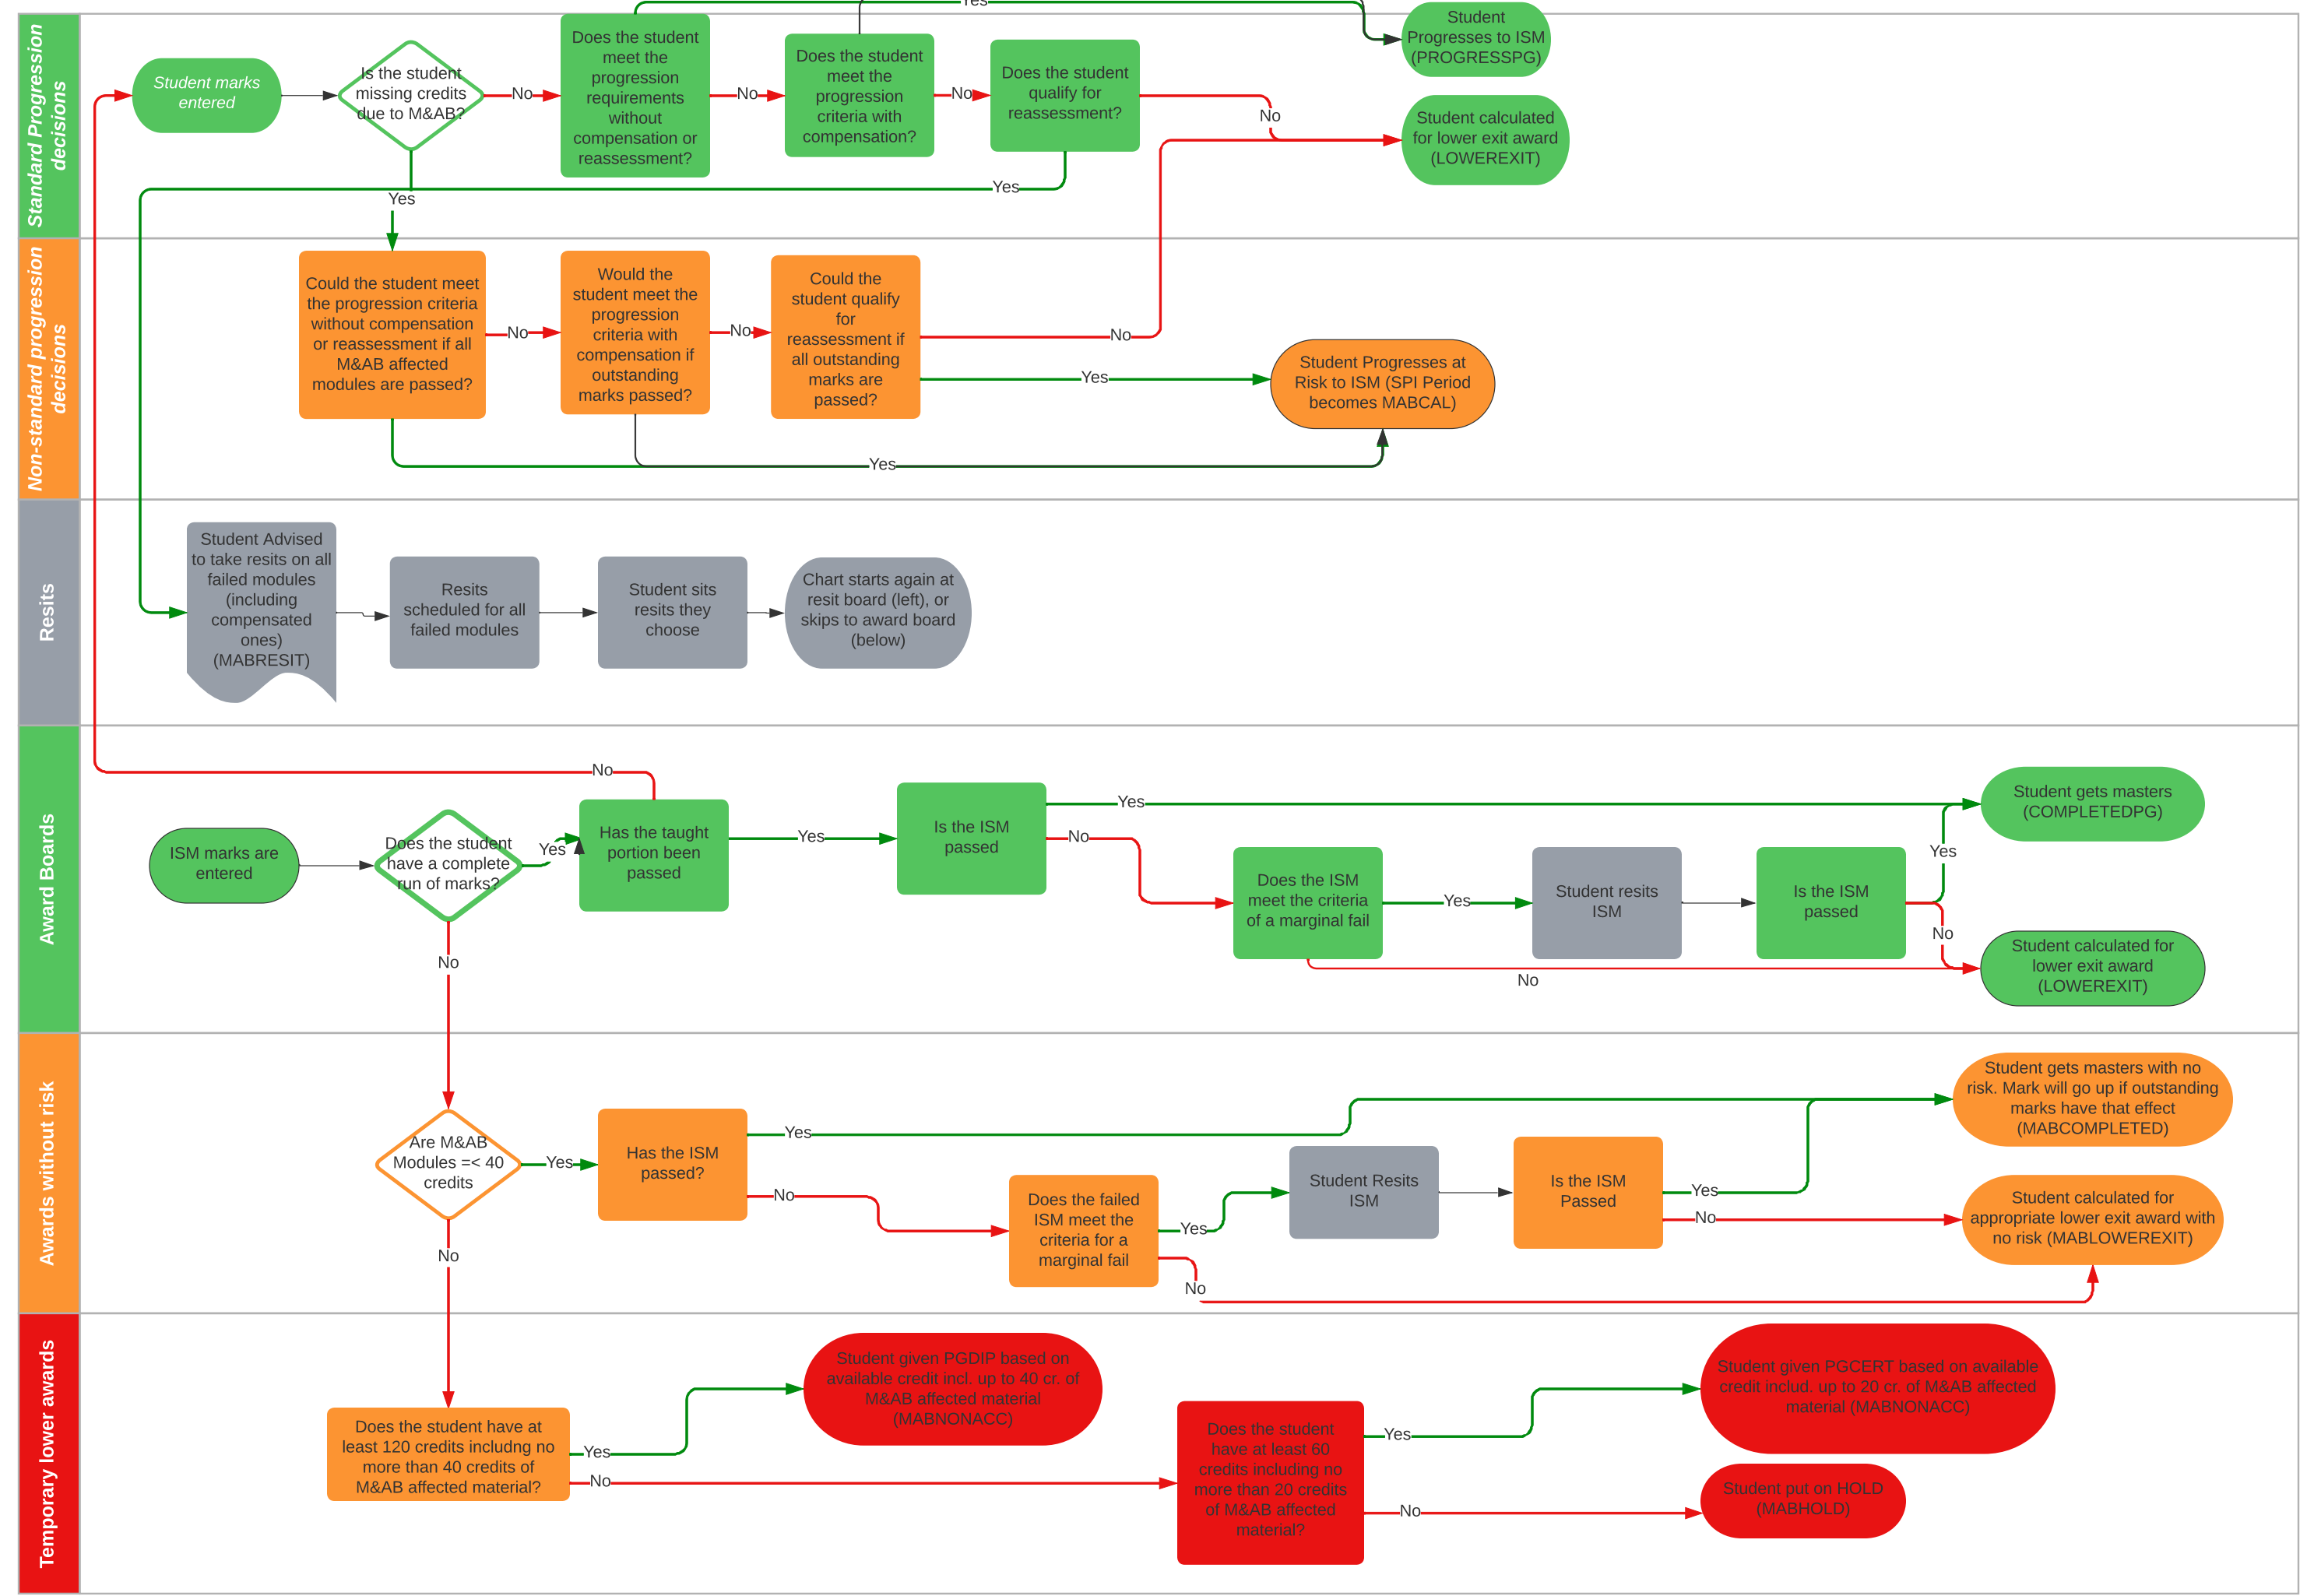 Standard Progression
decisions
Student marks
entered
Is the student
missing credits
due to M&AB?
No
Does the student
meet the
progression
requirements
without
compensation or
reassessment?
Yes
No
Does the student
meet the
progression
criteria with
compensation?
No
Does the student
qualify for
reassessment?
No
Student
Progresses to ISM
(PROGRESSPG)
Student calculated
for lower exit award
(LOWEREXIT)
Yes
Yes
Non-standard progression
decisions
Could the student meet
the progression criteria
without compensation
or reassessment if all
M&AB affected
modules are passed?
No
Would the
student meet the
progression
criteria with
compensation if
outstanding
marks passed?
No
Could the
student qualify
for
reassessment if
all outstanding
marks are
passed?
No
Yes
Yes
Student Progresses at
Risk to ISM (SPI Period
becomes MABCAL)
Resits
Student Advised
to take resits on all
failed modules
(including
compensated
ones)
(MABRESIT)
Resits
scheduled for all
failed modules
Student sits
resits they
choose
Chart starts again at
resit board (left), or
skips to award board
(below)
Award Boards
ISM marks are
entered
Does the student
have a complete
run of marks?
Yes
No
Has the taught
portion been
passed
No
Yes
Is the ISM
passed
Yes
No
Does the ISM
meet the criteria
of a marginal fail
Yes
No
Student resits
ISM
Is the ISM
passed
Yes
No
Student gets masters
(COMPLETEDPG)
Student calculated for
lower exit award
(LOWEREXIT)
Awards without risk
Are M&AB
Modules =< 40
credits
Yes
No
Has the ISM
passed?
Yes
No
Does the failed
ISM meet the
criteria for a
marginal fail
Yes
No
Student Resits
ISM
Is the ISM
Passed
Yes
No
Student gets masters with no
risk. Mark will go up if outstanding
marks have that effect
(MABCOMPLETED)
Student calculated for
appropriate lower exit award with
no risk (MABLOWEREXIT)
Temporary lower awards
Does the student have at
least 120 credits includng no
more than 40 credits of
M&AB affected material?
Yes
No
Student given PGDIP based on
available credit incl. up to 40 cr. of
M&AB affected material
(MABNONACC)
Does the student
have at least 60
credits including no
more than 20 credits
of M&AB affected
material?
Yes
No
Student given PGCERT based on available
credit includ. up to 20 cr. of M&AB affected
material (MABNONACC)
Student put on HOLD
(MABHOLD)